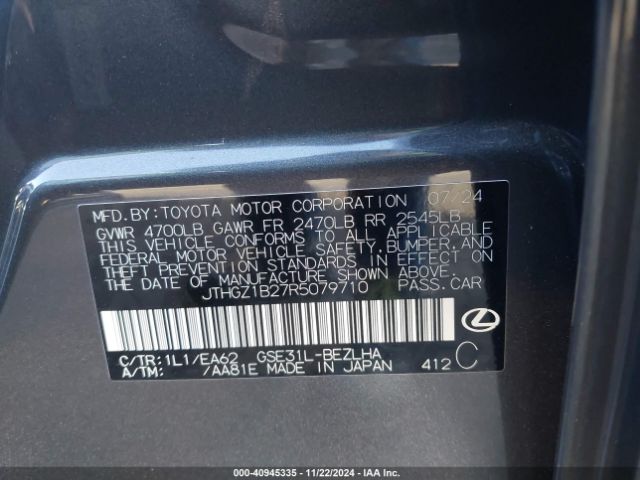 MFD. BY: TOYOTA MOTOR CORPORATION 07/24
GVWR 4700LB GAWR FR 2470LB RR 2545LB
THIS VEHICLE CONFORMS TO ALL APPLICABLE
FEDERAL MOTOR VEHICLE SAFETY, BUMPER, AND
THEFT PREVENTION STANDARDS IN EFFECT ON
THE DATE OF MANUFACTURE SHOWN ABOVE.
JTHGZ1B27R5079710 PASS. CAR
C/TR: 1L1/EA62 GSE31L-BEZLHA
A/TM: /AA81E MADE IN JAPAN 412 C
000-40945335 - 11/22/2024 - IAA Inc.